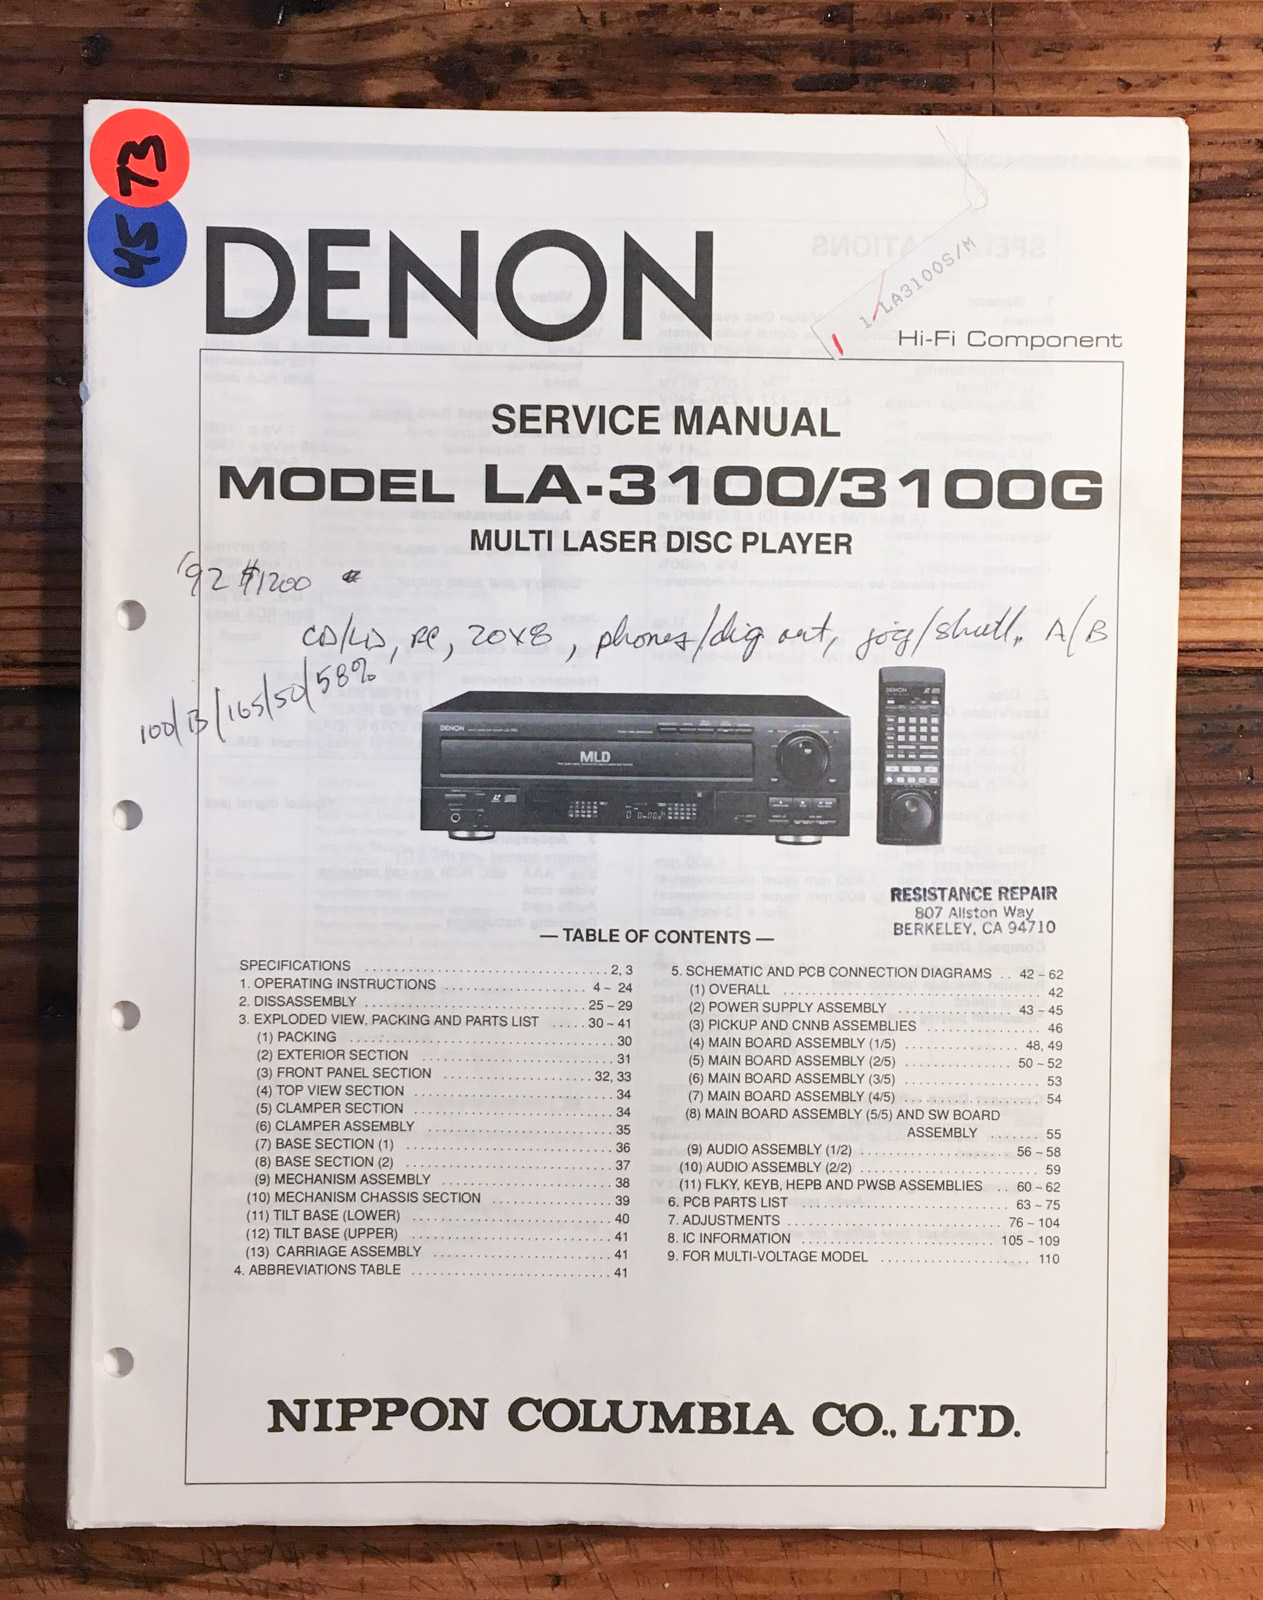 TM
45
DENON
1 LA3100S/M
Hi-Fi Component
SERVICE MANUAL
MODEL LA-3100/3100G
MULTI LASER DISC PLAYER
'92 $1200
CD/LD, RC, 20x8, phones/dig out, jog/shutt, A/B
100/B/165/50/58%
DENON
MLD
DENON
RESISTANCE REPAIR
807 Allston Way
BERKELEY, CA 94710
— TABLE OF CONTENTS —
SPECIFICATIONS .......... 2, 3
1. OPERATING INSTRUCTIONS .......... 4 ~ 24
2. DISSASSEMBLY .......... 25 ~ 29
3. EXPLODED VIEW, PACKING AND PARTS LIST ..... 30 ~ 41
(1) PACKING .......... 30
(2) EXTERIOR SECTION .......... 31
(3) FRONT PANEL SECTION .......... 32, 33
(4) TOP VIEW SECTION .......... 34
(5) CLAMPER SECTION .......... 34
(6) CLAMPER ASSEMBLY .......... 35
(7) BASE SECTION (1) .......... 36
(8) BASE SECTION (2) .......... 37
(9) MECHANISM ASSEMBLY .......... 38
(10) MECHANISM CHASSIS SECTION .......... 39
(11) TILT BASE (LOWER) .......... 40
(12) TILT BASE (UPPER) .......... 41
(13) CARRIAGE ASSEMBLY .......... 41
4. ABBREVIATIONS TABLE .......... 41
5. SCHEMATIC AND PCB CONNECTION DIAGRAMS .. 42 ~ 62
(1) OVERALL .......... 42
(2) POWER SUPPLY ASSEMBLY .......... 43 ~ 45
(3) PICKUP AND CNNB ASSEMBLIES .......... 46
(4) MAIN BOARD ASSEMBLY (1/5) .......... 48, 49
(5) MAIN BOARD ASSEMBLY (2/5) .......... 50 ~ 52
(6) MAIN BOARD ASSEMBLY (3/5) .......... 53
(7) MAIN BOARD ASSEMBLY (4/5) .......... 54
(8) MAIN BOARD ASSEMBLY (5/5) AND SW BOARD
ASSEMBLY ........ 55
(9) AUDIO ASSEMBLY (1/2) .......... 56 ~ 58
(10) AUDIO ASSEMBLY (2/2) .......... 59
(11) FLKY, KEYB, HEPB AND PWSB ASSEMBLIES .... 60 ~ 62
6. PCB PARTS LIST .......... 63 ~ 75
7. ADJUSTMENTS .......... 76 ~ 104
8. IC INFORMATION .......... 105 ~ 109
9. FOR MULTI-VOLTAGE MODEL .......... 110
NIPPON COLUMBIA CO., LTD.